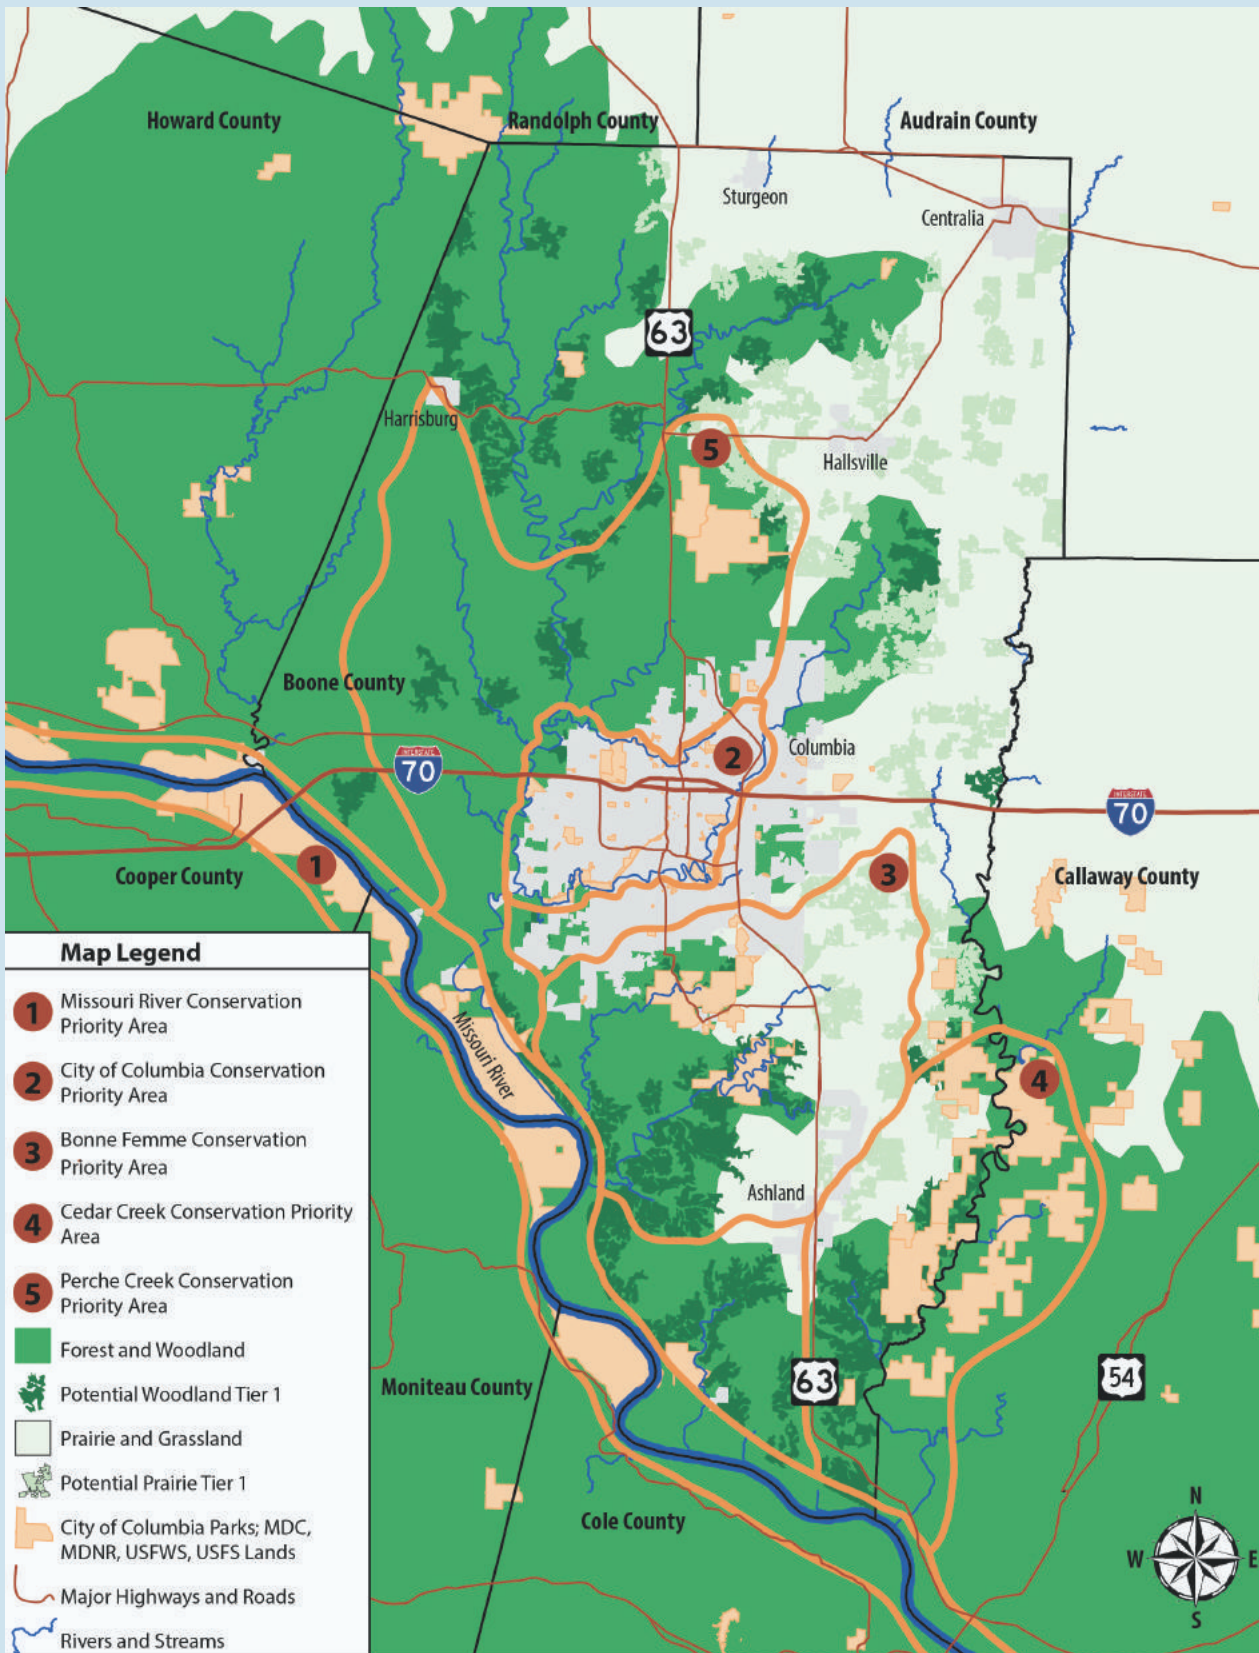 Howard County
Randolph County
Audrain County
Sturgeon
Centralia
63
Harrisburg
5
Hallsville
Boone County
2
Columbia
INTERSTATE
70
INTERSTATE
70
1
3
Cooper County
Callaway County
Missouri River
4
Ashland
63
54
Moniteau County
Cole County
N
W
E
S
Map Legend
1
Missouri River Conservation
Priority Area
2
City of Columbia Conservation
Priority Area
3
Bonne Femme Conservation
Priority Area
4
Cedar Creek Conservation Priority
Area
5
Perche Creek Conservation
Priority Area
Forest and Woodland
Potential Woodland Tier 1
Prairie and Grassland
Potential Prairie Tier 1
City of Columbia Parks; MDC,
MDNR, USFWS, USFS Lands
Major Highways and Roads
Rivers and Streams